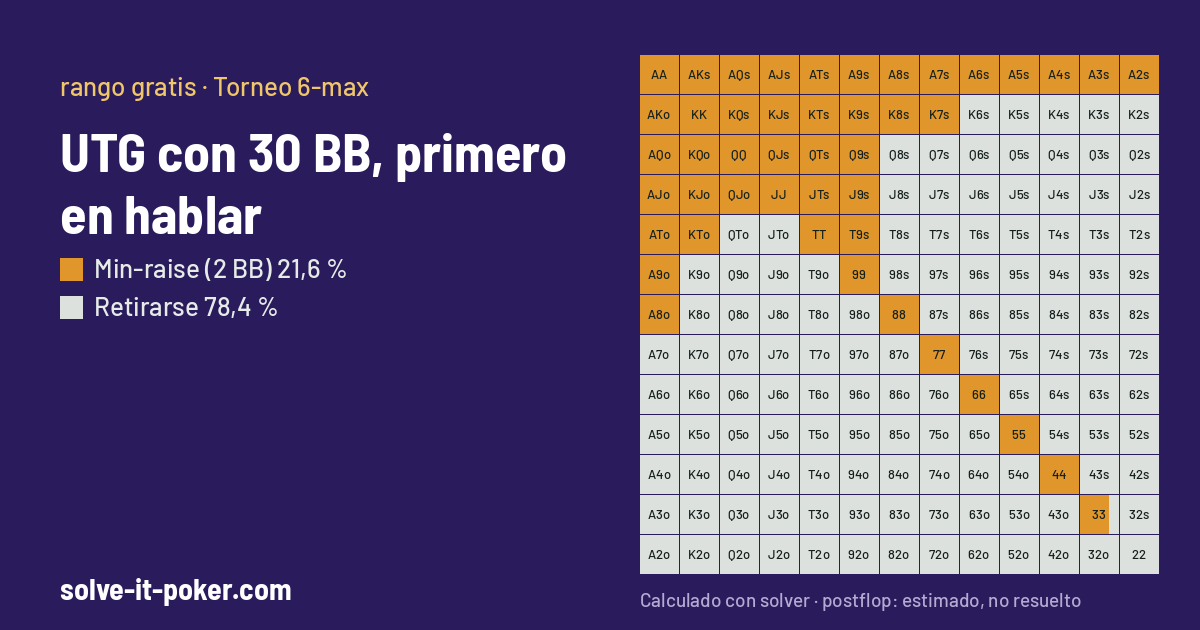 rango gratis · Torneo 6-max
UTG con 30 BB, primero
en hablar
Min-raise (2 BB) 21,6 %
Retirarse 78,4 %
solve-it-poker.com
AA AKs AQs AJs ATs A9s A8s A7s A6s A5s A4s A3s A2s
AKo KK KQs KJs KTs K9s K8s K7s K6s K5s K4s K3s K2s
AQo KQo QQ QJs QTs Q9s Q8s Q7s Q6s Q5s Q4s Q3s Q2s
AJo KJo QJo JJ JTs J9s J8s J7s J6s J5s J4s J3s J2s
ATo KTo QTo JTo TT T9s T8s T7s T6s T5s T4s T3s T2s
A9o K9o Q9o J9o T9o 99 98s 97s 96s 95s 94s 93s 92s
A8o K8o Q8o J8o T8o 98o 88 87s 86s 85s 84s 83s 82s
A7o K7o Q7o J7o T7o 97o 87o 77 76s 75s 74s 73s 72s
A6o K6o Q6o J6o T6o 96o 86o 76o 66 65s 64s 63s 62s
A5o K5o Q5o J5o T5o 95o 85o 75o 65o 55 54s 53s 52s
A4o K4o Q4o J4o T4o 94o 84o 74o 64o 54o 44 43s 42s
A3o K3o Q3o J3o T3o 93o 83o 73o 63o 53o 43o 33 32s
A2o K2o Q2o J2o T2o 92o 82o 72o 62o 52o 42o 32o 22
Calculado con solver · postflop: estimado, no resuelto